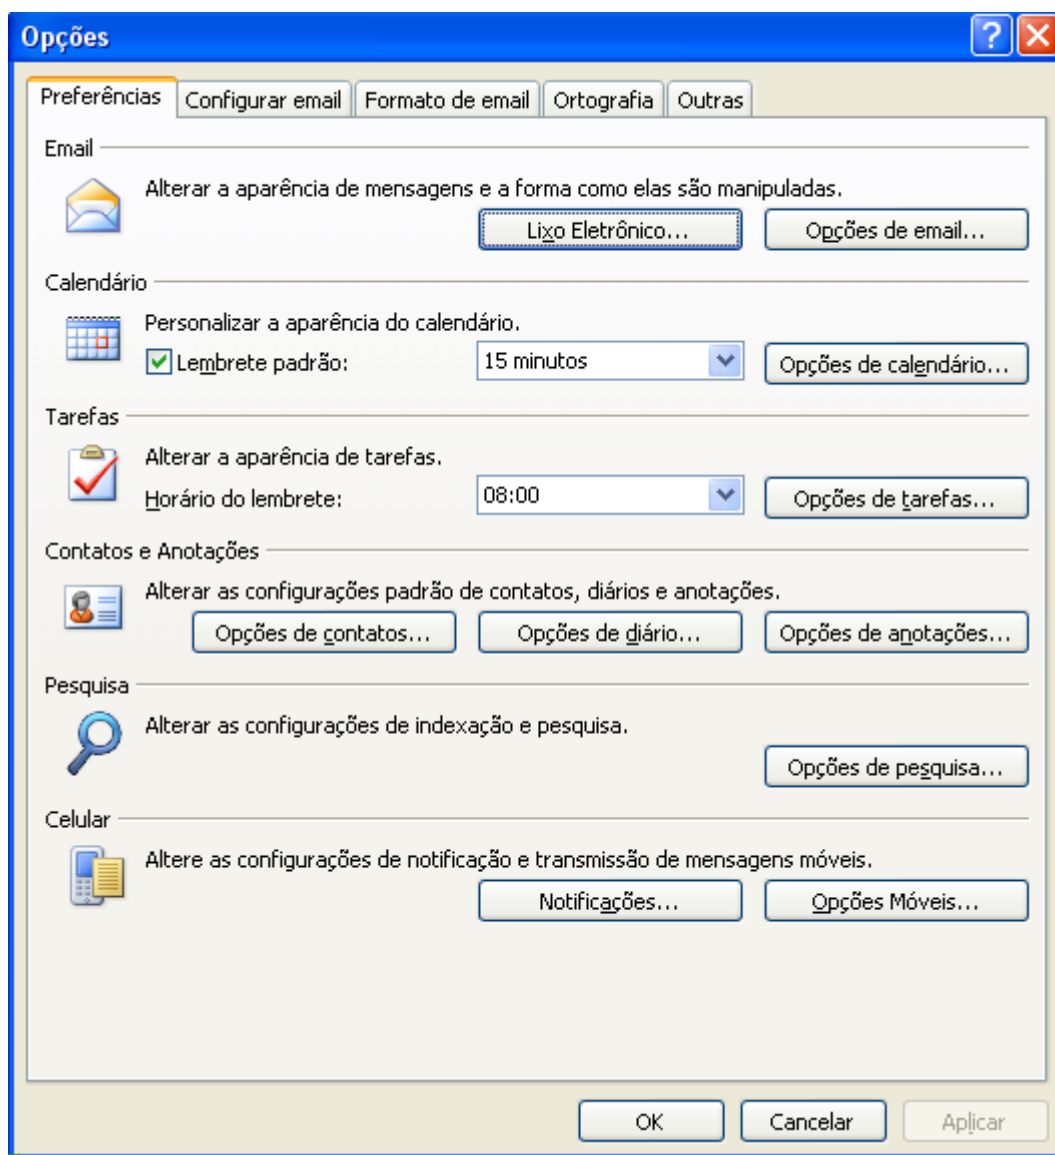 Opções
Preferências Configurar email Formato de email Ortografia Outras
Email
Alterar a aparência de mensagens e a forma como elas são manipuladas.
Lixo Eletrônico... Opções de email...
Calendário
Personalizar a aparência do calendário.
Lembrete padrão: 15 minutos Opções de calendário...
Tarefas
Alterar a aparência de tarefas.
Horário do lembrete: 08:00 Opções de tarefas...
Contatos e Anotações
Alterar as configurações padrão de contatos, diários e anotações.
Opções de contatos... Opções de diário... Opções de anotações...
Pesquisa
Alterar as configurações de indexação e pesquisa.
Opções de pesquisa...
Celular
Altere as configurações de notificação e transmissão de mensagens móveis.
Notificações... Opções Móveis...
OK Cancelar Aplicar